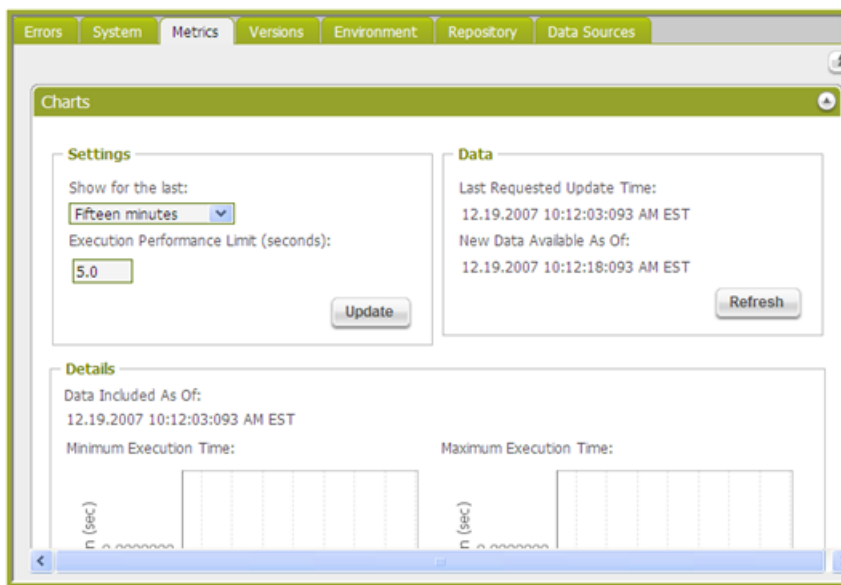 Errors System Metrics Versions Environment Repository Data Sources
Charts
Settings
Show for the last:
Fifteen minutes
Execution Performance Limit (seconds):
5.0
Update
Data
Last Requested Update Time:
12.19.2007 10:12:03:093 AM EST
New Data Available As Of:
12.19.2007 10:12:18:093 AM EST
Refresh
Details
Data Included As Of:
12.19.2007 10:12:03:093 AM EST
Minimum Execution Time:
(sec)
Maximum Execution Time:
(sec)